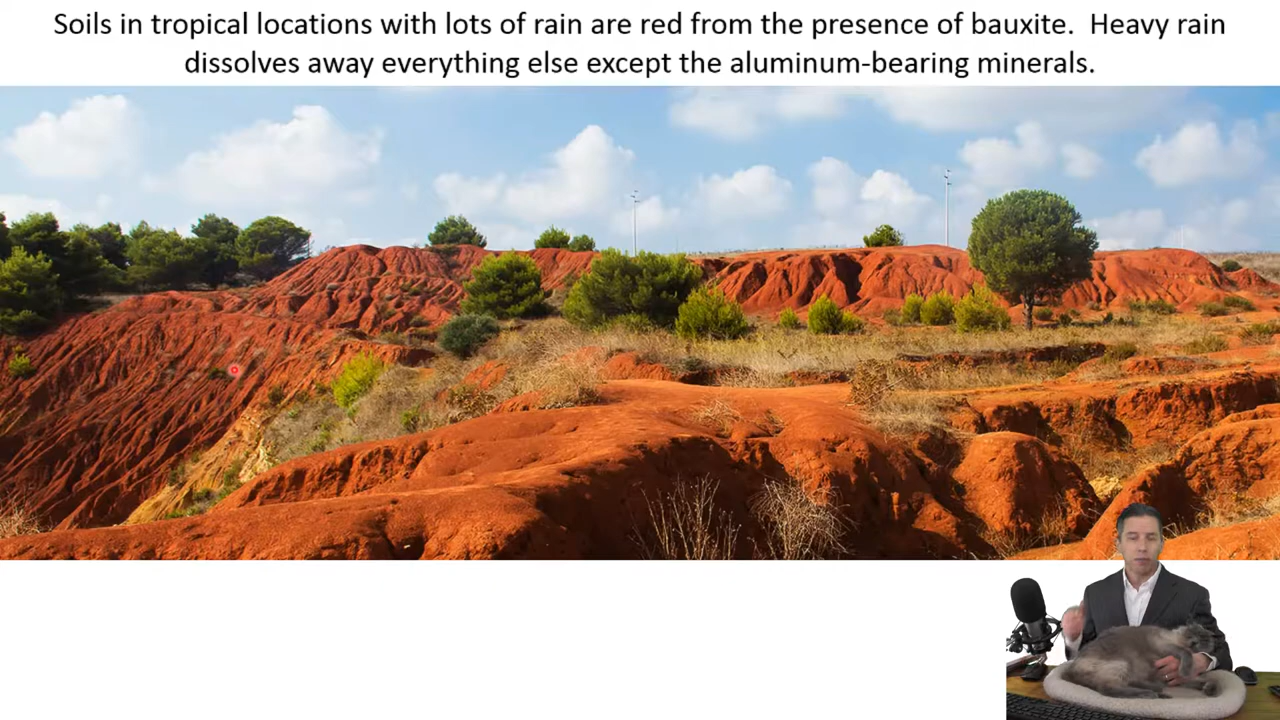 Soils in tropical locations with lots of rain are red from the presence of bauxite.  Heavy rain
dissolves away everything else except the aluminum-bearing minerals.